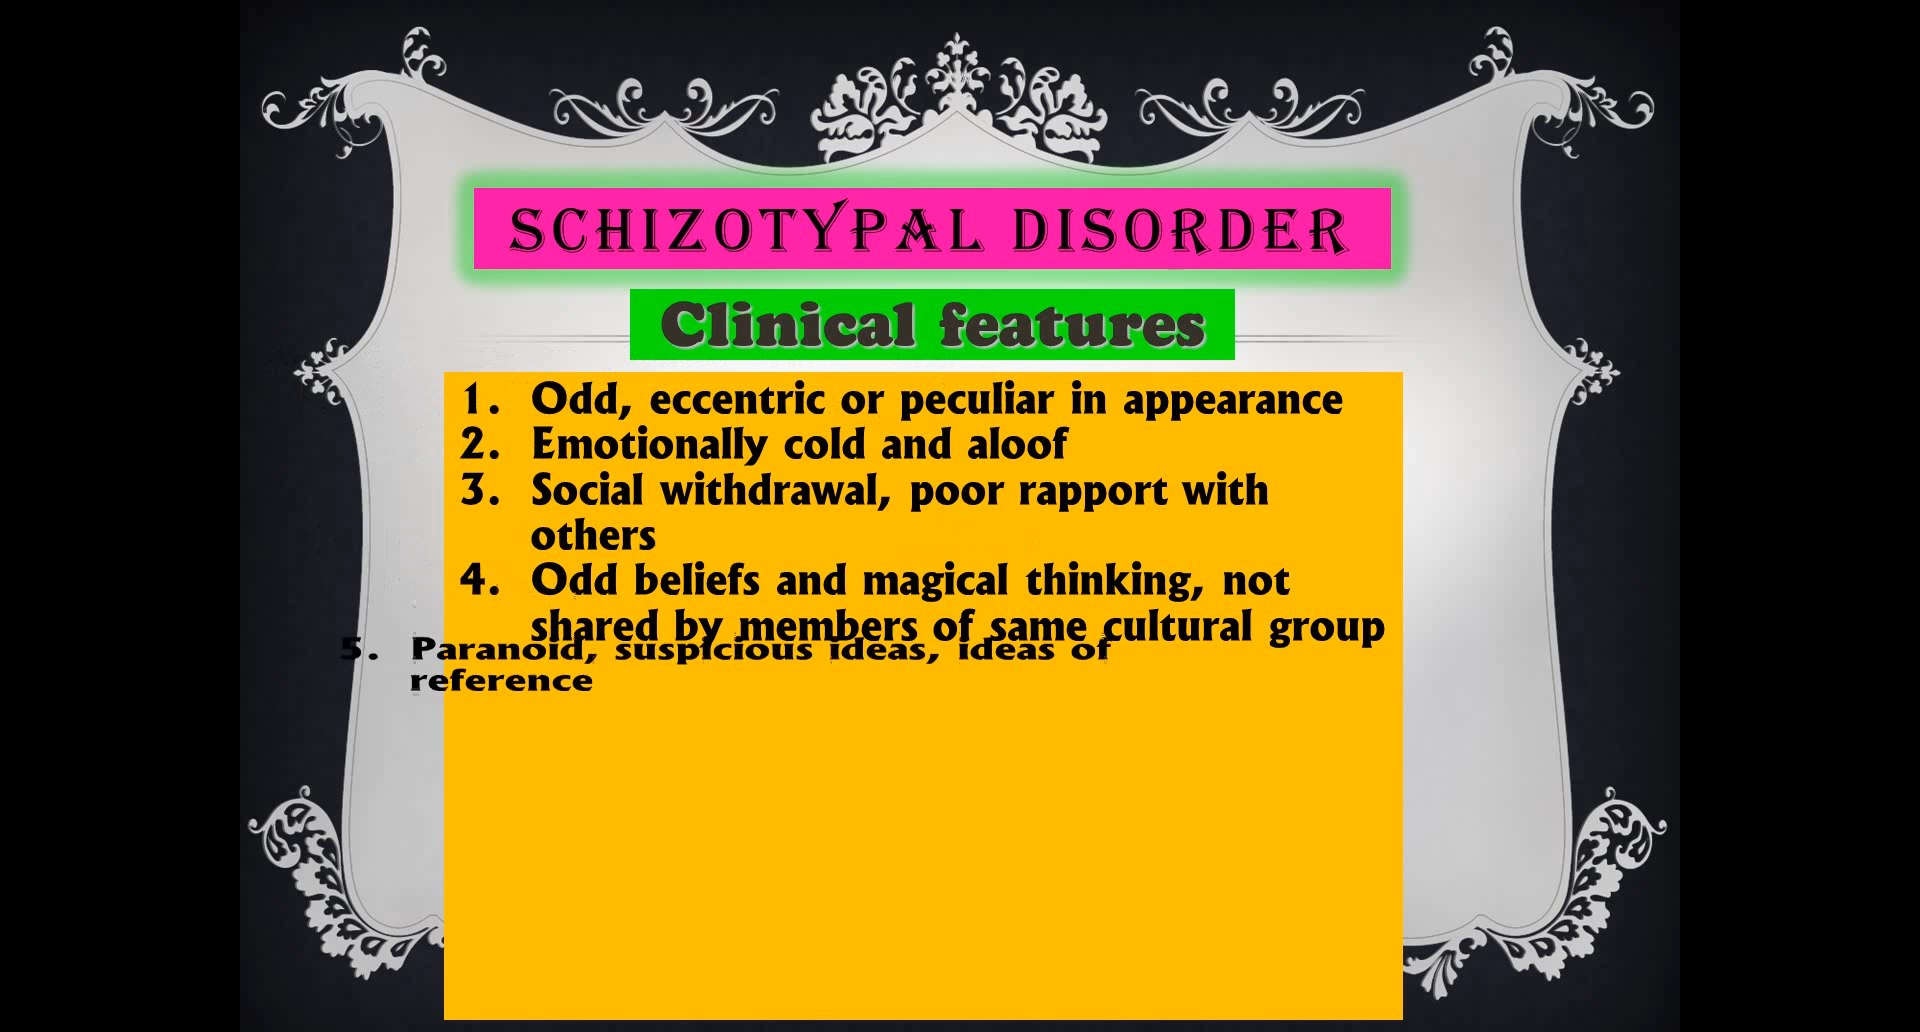 SCHIZOTYPAL DISORDER
Clinical features
1. Odd, eccentric or peculiar in appearance
2. Emotionally cold and aloof
3. Social withdrawal, poor rapport with
others
4. Odd beliefs and magical thinking, not
shared by members of same cultural group
5. Paranoid, suspicious ideas, ideas of
reference